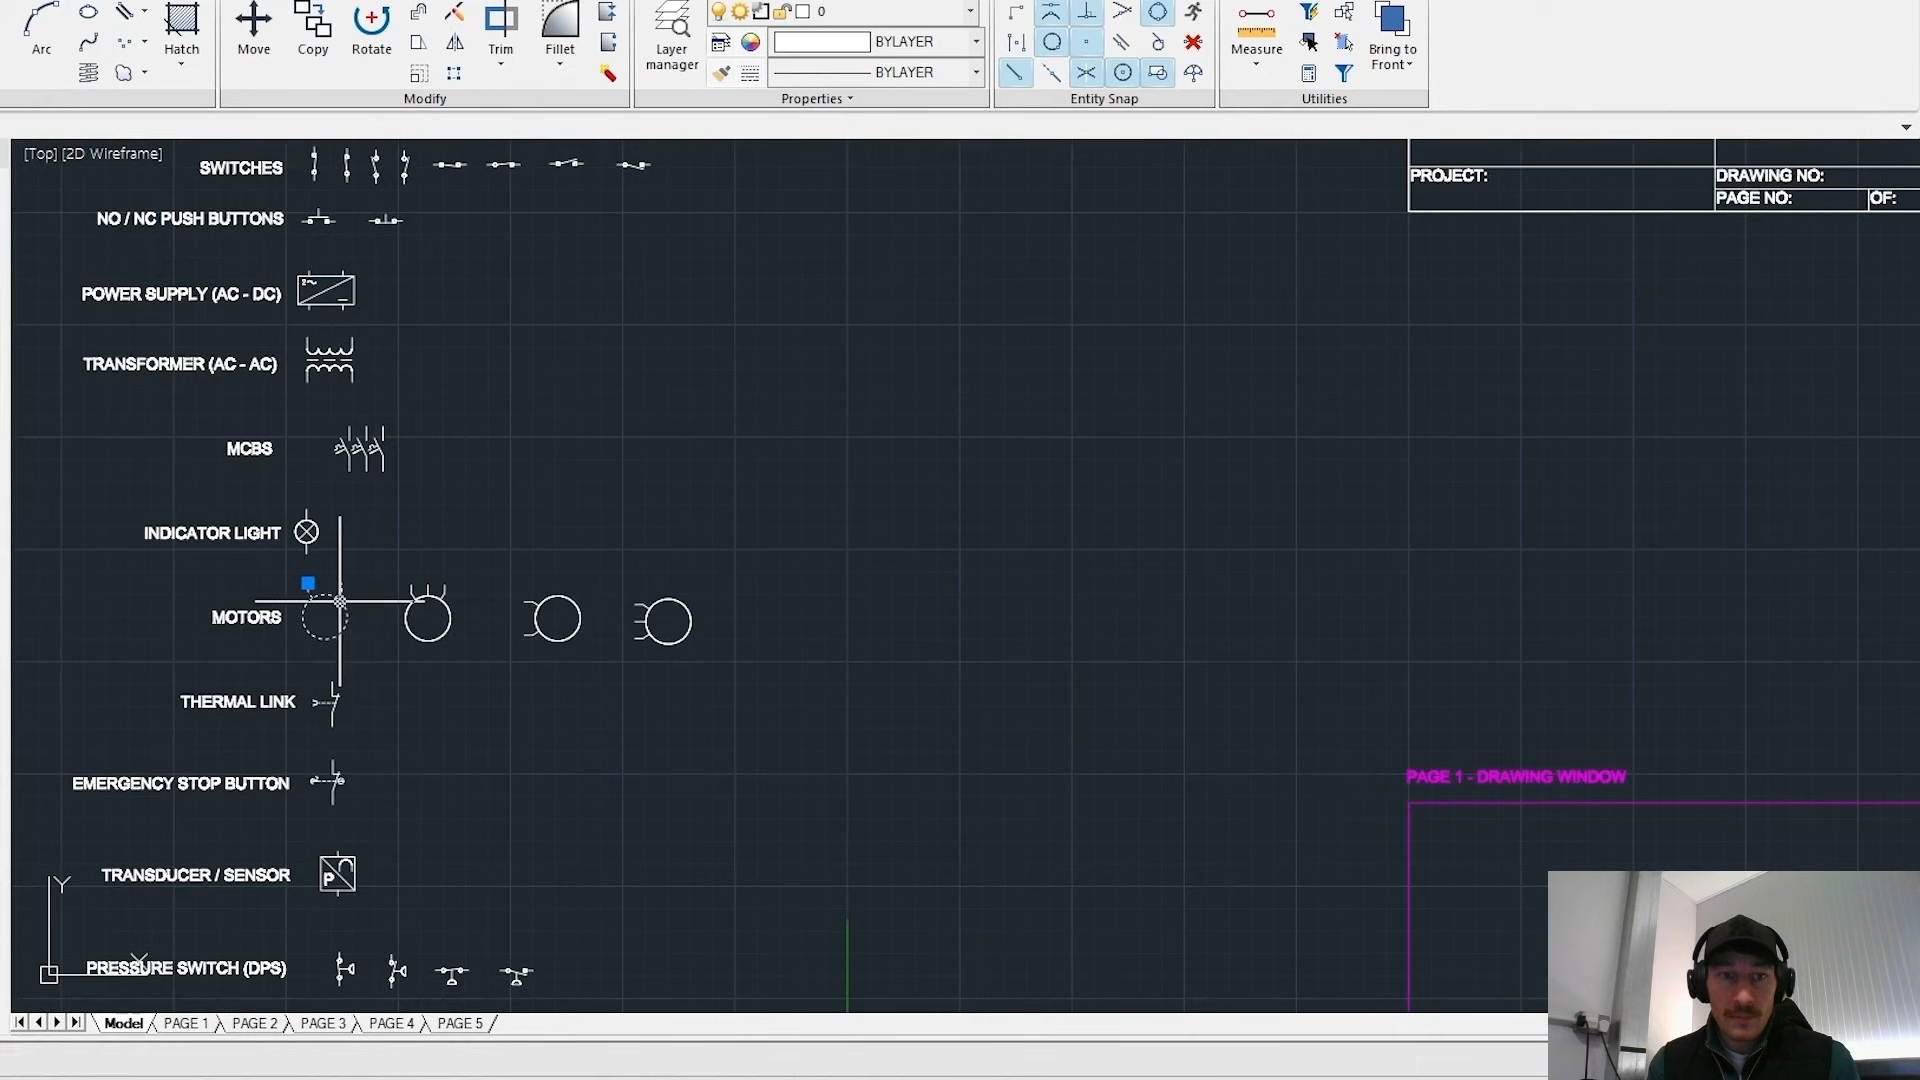 Arc
Hatch
Move
Copy
Rotate
Trim
Fillet
Modify
Layer manager
0
BYLAYER
BYLAYER
Properties
Entity Snap
Measure
Bring to Front
Utilities
[Top] [2D Wireframe]
SWITCHES
NO / NC PUSH BUTTONS
POWER SUPPLY (AC - DC)
TRANSFORMER (AC - AC)
MCBS
INDICATOR LIGHT
MOTORS
THERMAL LINK
EMERGENCY STOP BUTTON
TRANSDUCER / SENSOR
P
PRESSURE SWITCH (DPS)
Y
X
PROJECT:
DRAWING NO:
PAGE NO:
OF:
PAGE 1 - DRAWING WINDOW
Model
PAGE 1
PAGE 2
PAGE 3
PAGE 4
PAGE 5